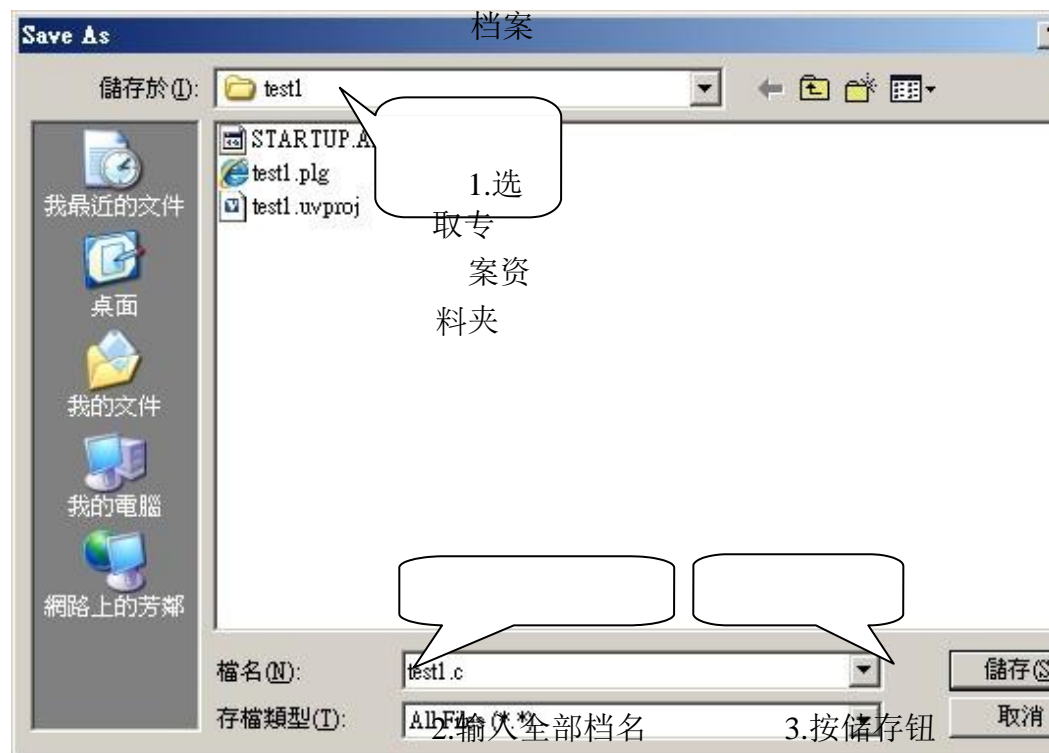 档案
Save As
儲存於(I):
test1
STARTUP.A
test1.plg
test1.uvproj
1.选
取专
案资
料夹
我最近的文件
桌面
我的文件
我的電腦
網路上的芳鄰
檔名(N):
test1.c
儲存(S
存檔類型(T):
All Files (*.*)
取消
2.输入全部档名
3.按储存钮